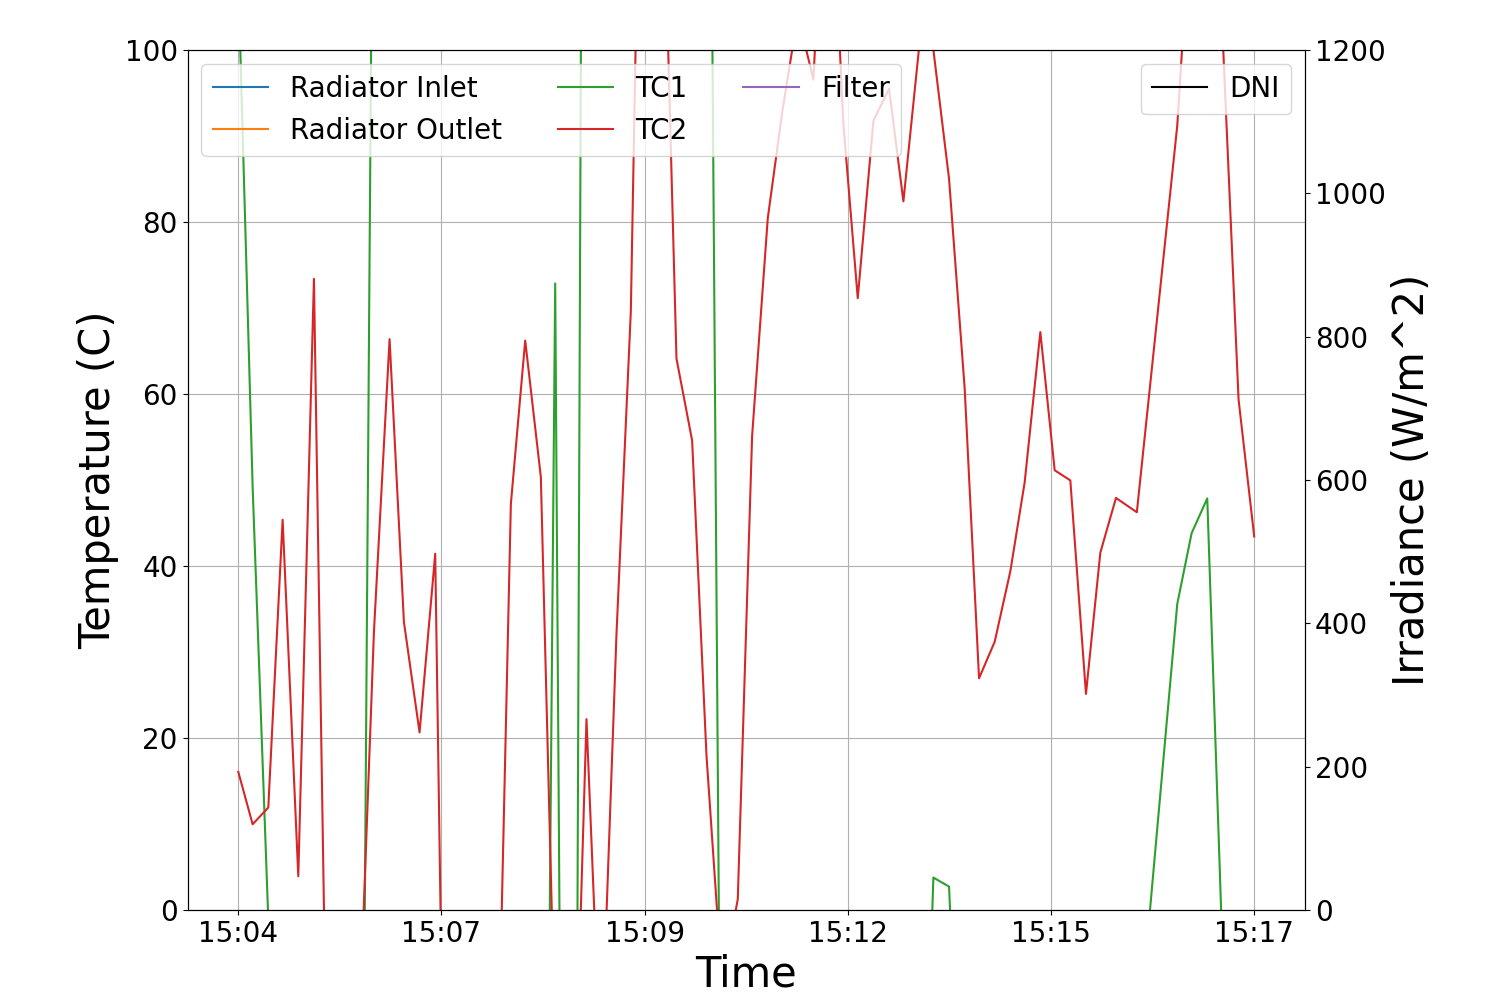 100
80
60
40
20
0
Temperature (C)
Radiator Inlet
Radiator Outlet
TC1
TC2
Filter
DNI
1200
1000
800
600
400
200
0
Irradiance (W/m^2)
15:04
15:07
15:09
15:12
15:15
15:17
Time